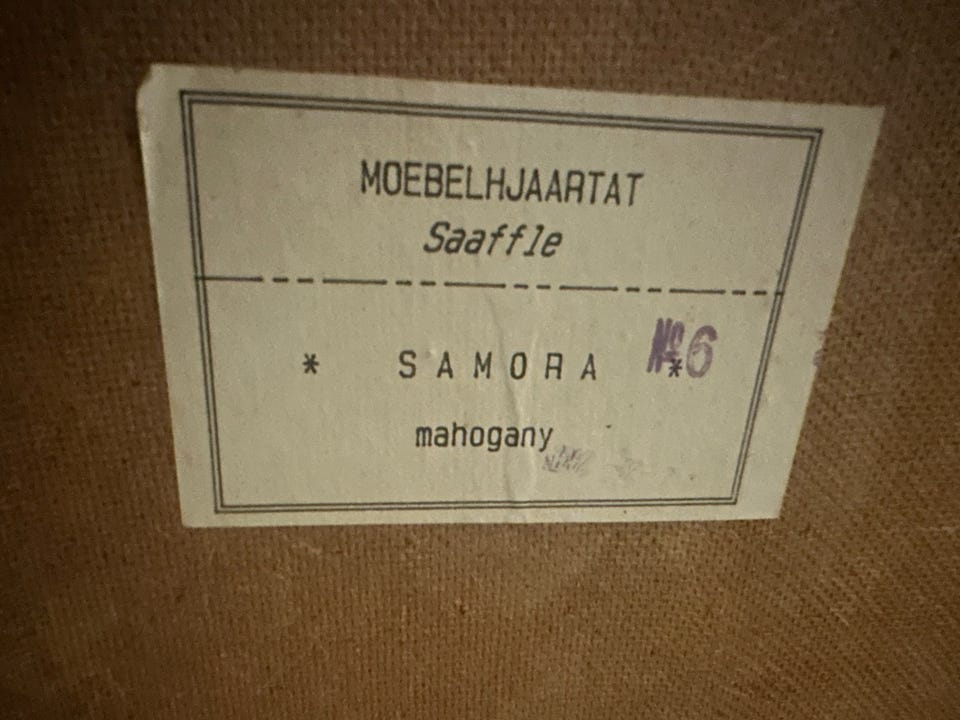 MOEBELHJAARTAT
Saaffle
* SAMORA * №6
mahogany